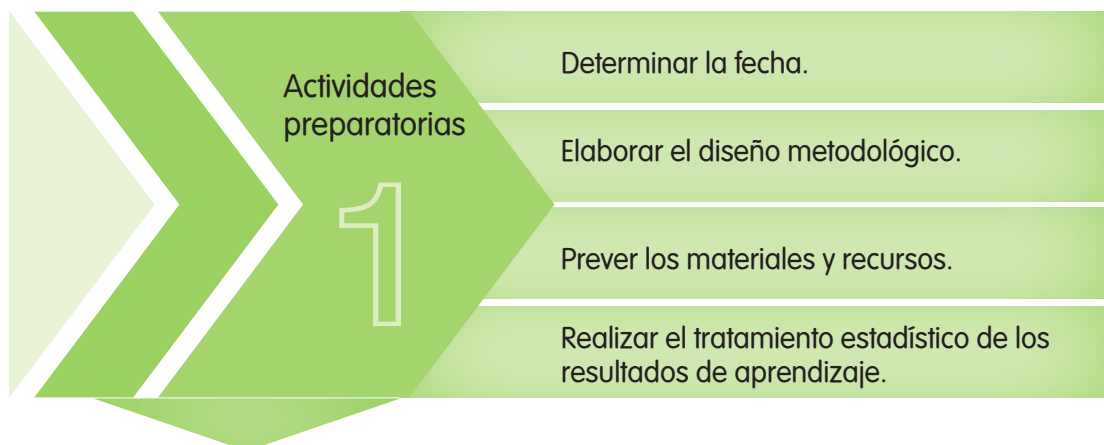 Actividades
preparatorias
1
Determinar la fecha.
Elaborar el diseño metodológico.
Prever los materiales y recursos.
Realizar el tratamiento estadístico de los
resultados de aprendizaje.